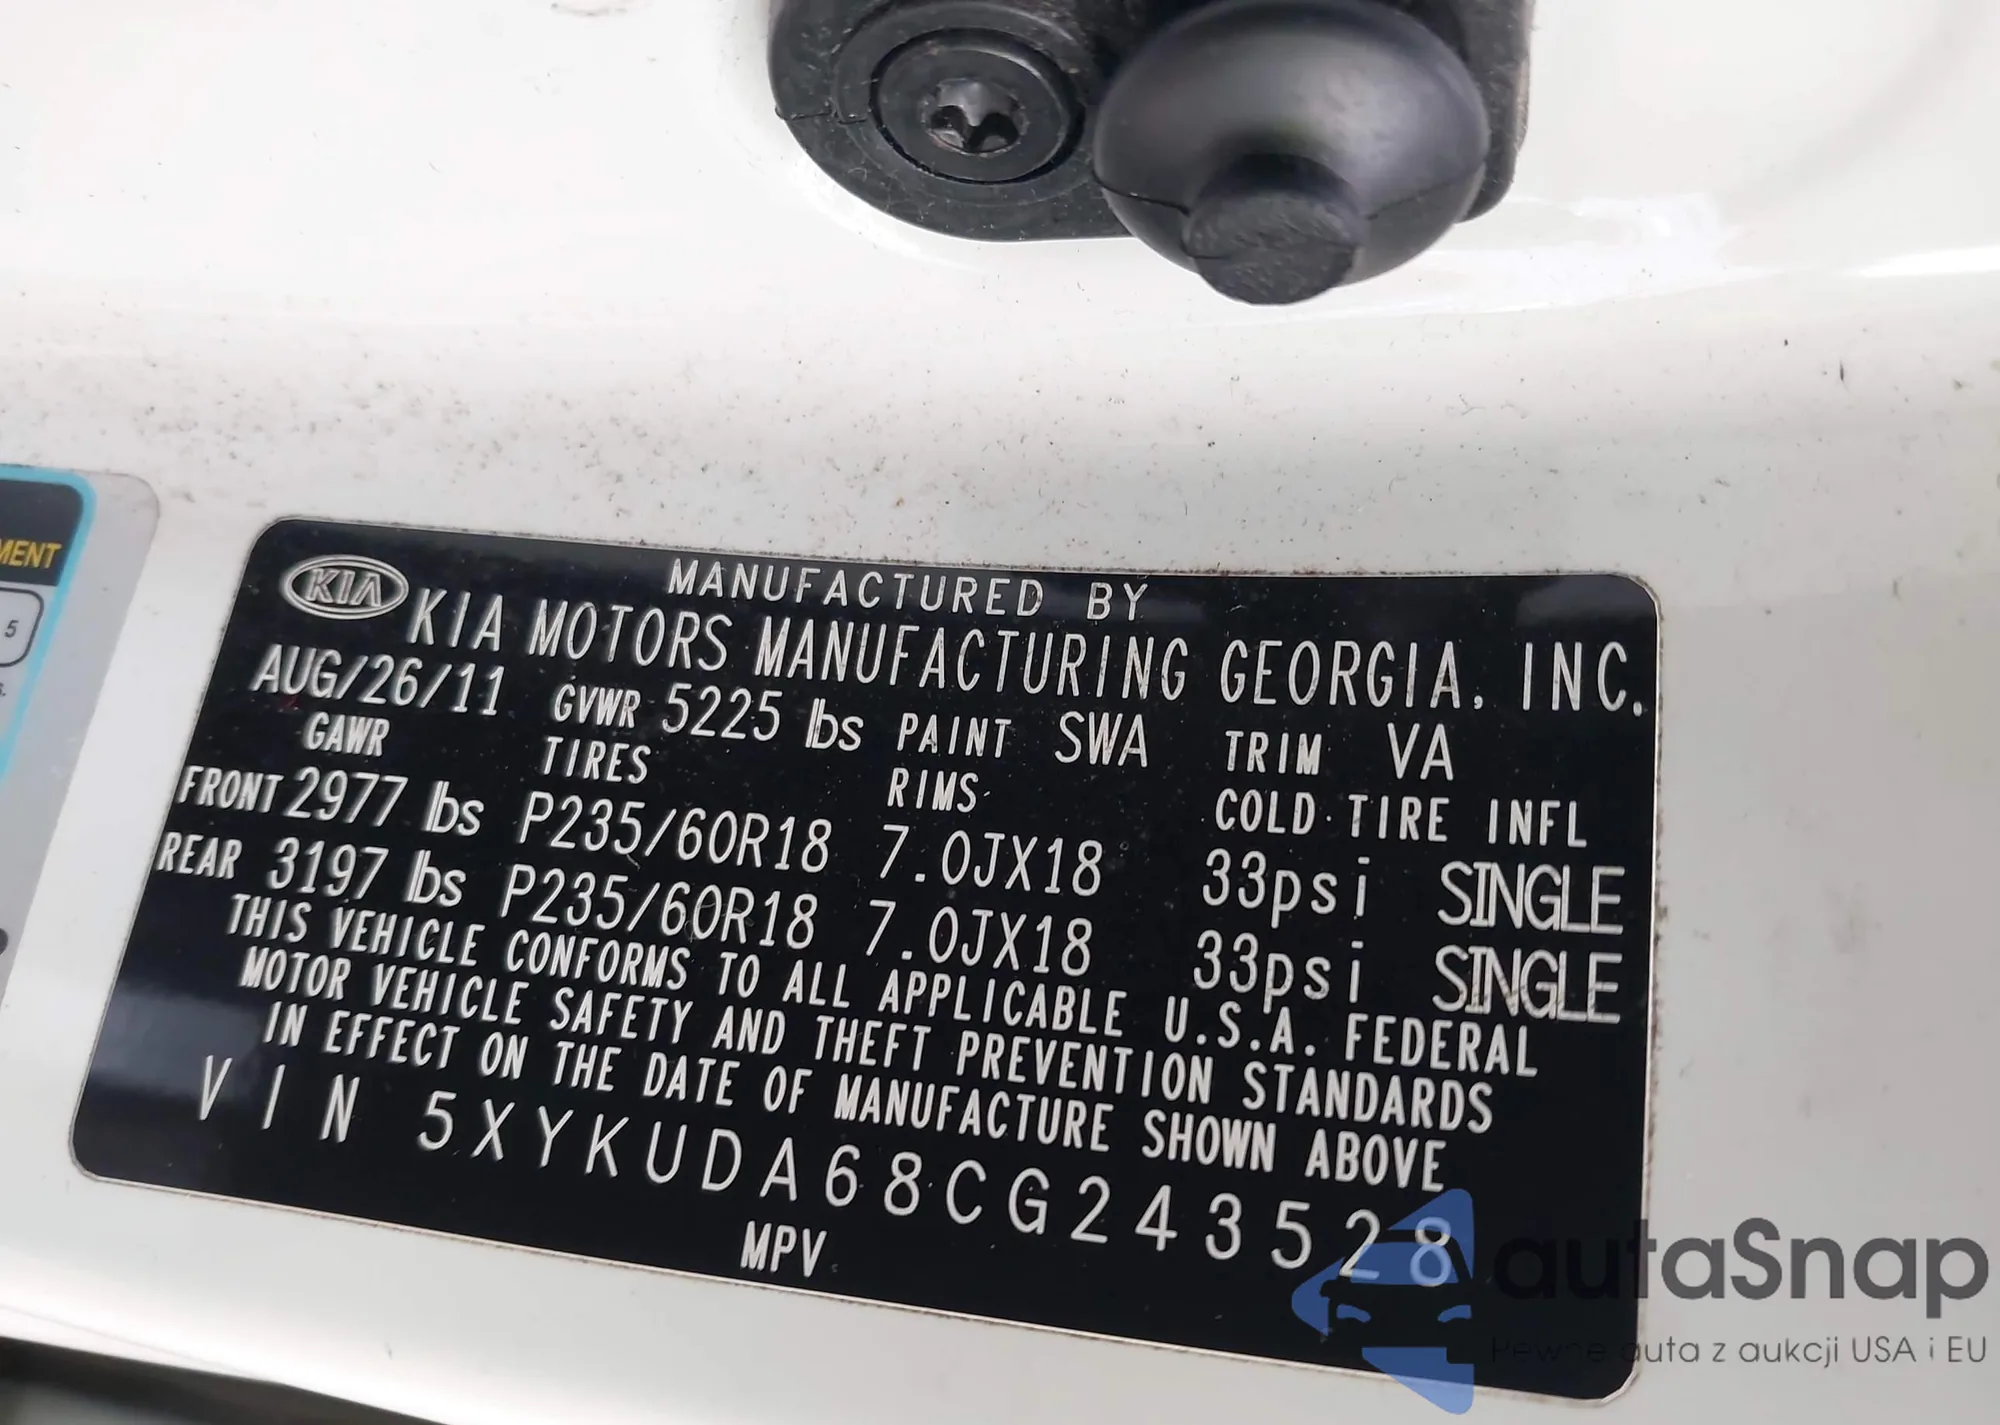 MENT
5
s.
KIA
MANUFACTURED BY
KIA MOTORS MANUFACTURING GEORGIA, INC.
AUG/26/11 GVWR 5225 lbs PAINT SWA TRIM VA
GAWR TIRES RIMS COLD TIRE INFL
FRONT 2977 lbs P235/60R18 7.0JX18 33psi SINGLE
REAR 3197 lbs P235/60R18 7.0JX18 33psi SINGLE
THIS VEHICLE CONFORMS TO ALL APPLICABLE U.S.A. FEDERAL
MOTOR VEHICLE SAFETY AND THEFT PREVENTION STANDARDS
IN EFFECT ON THE DATE OF MANUFACTURE SHOWN ABOVE
VIN 5XYKUDA68CG243528
MPV
autaSnap
Pewne auta z aukcji USA i EU